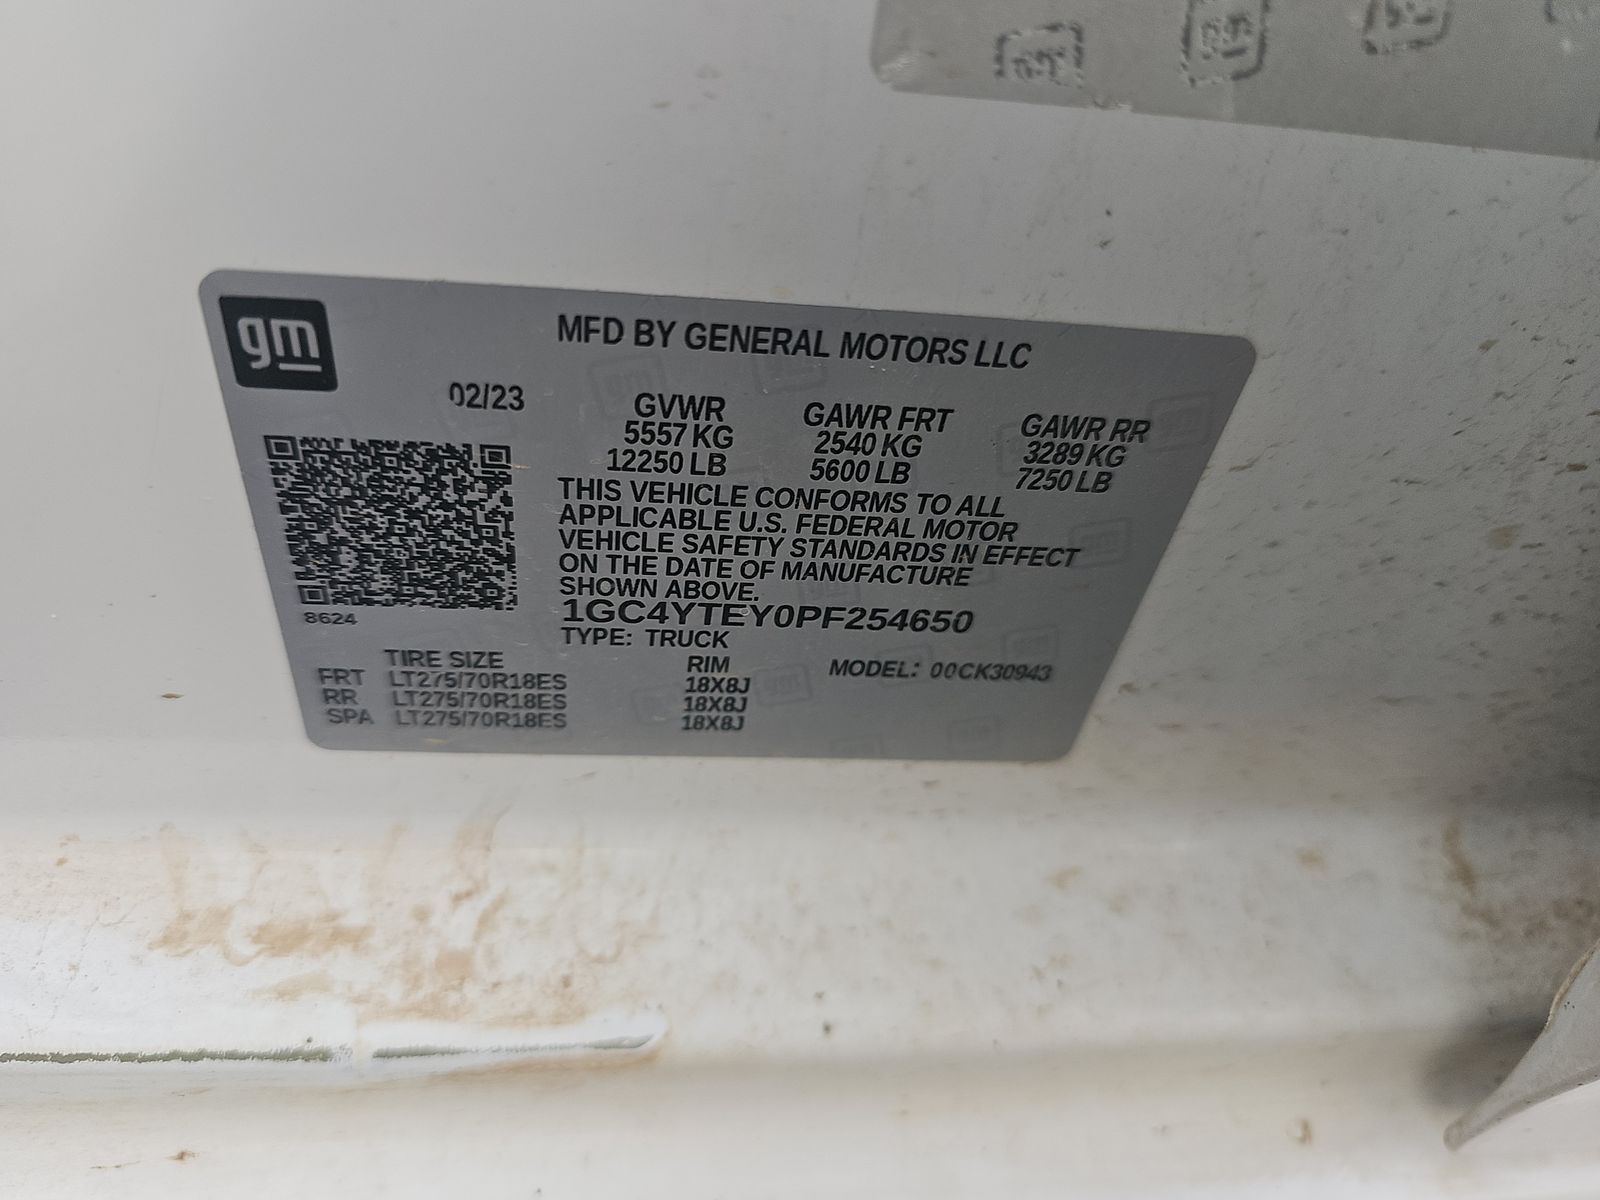 gm
MFD BY GENERAL MOTORS LLC
02/23
GVWR GAWR FRT GAWR RR
5557 KG 2540 KG 3289 KG
12250 LB 5600 LB 7250 LB
THIS VEHICLE CONFORMS TO ALL
APPLICABLE U.S. FEDERAL MOTOR
VEHICLE SAFETY STANDARDS IN EFFECT
ON THE DATE OF MANUFACTURE
SHOWN ABOVE.
8624
1GC4YTEY0PF254650
TYPE: TRUCK
TIRE SIZE RIM MODEL: 00CK30943
FRT LT275/70R18ES 18X8J
RR LT275/70R18ES 18X8J
SPA LT275/70R18ES 18X8J